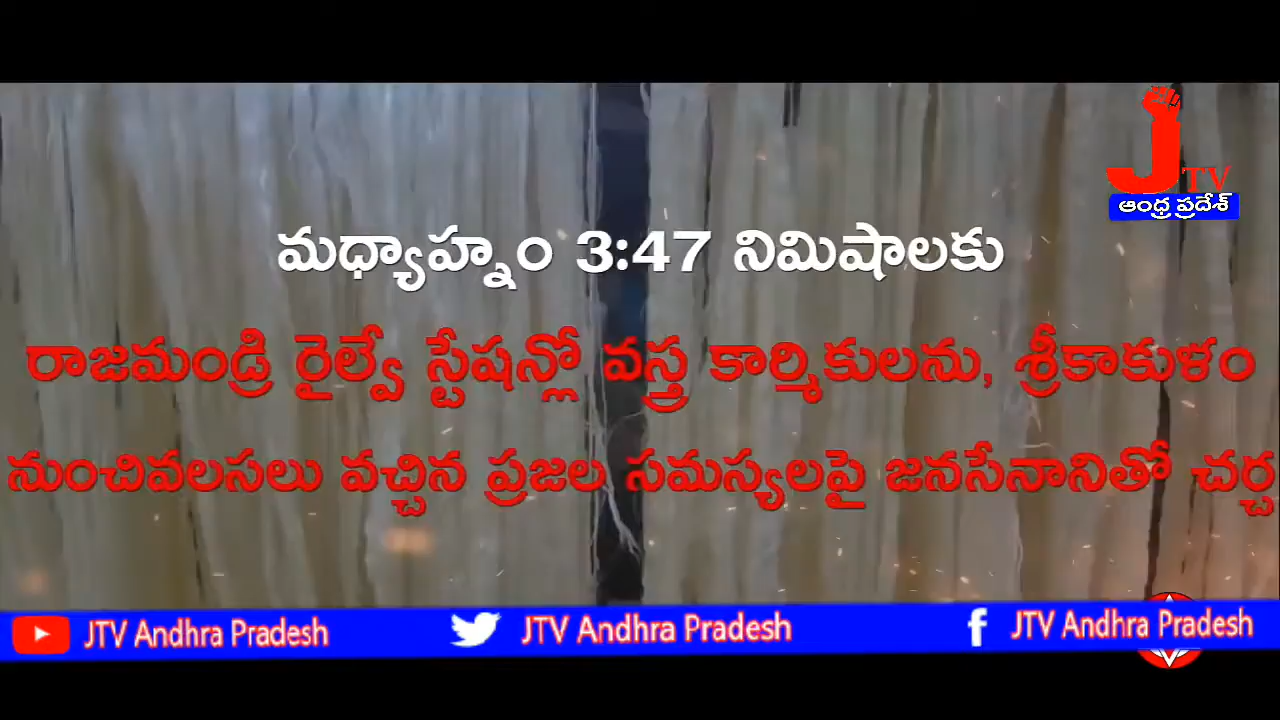 J TV
ఆంధ్ర ప్రదేశ్
మధ్యాహ్నం 3:47 నిమిషాలకు
రాజమండ్రి రైల్వే స్టేషన్లో వస్త్ర కార్మికులను, శ్రీకాకుళం
నుంచివలసలు వచ్చిన ప్రజల సమస్యలపై జనసేనానితో చర్చ
JTV Andhra Pradesh JTV Andhra Pradesh JTV Andhra Pradesh